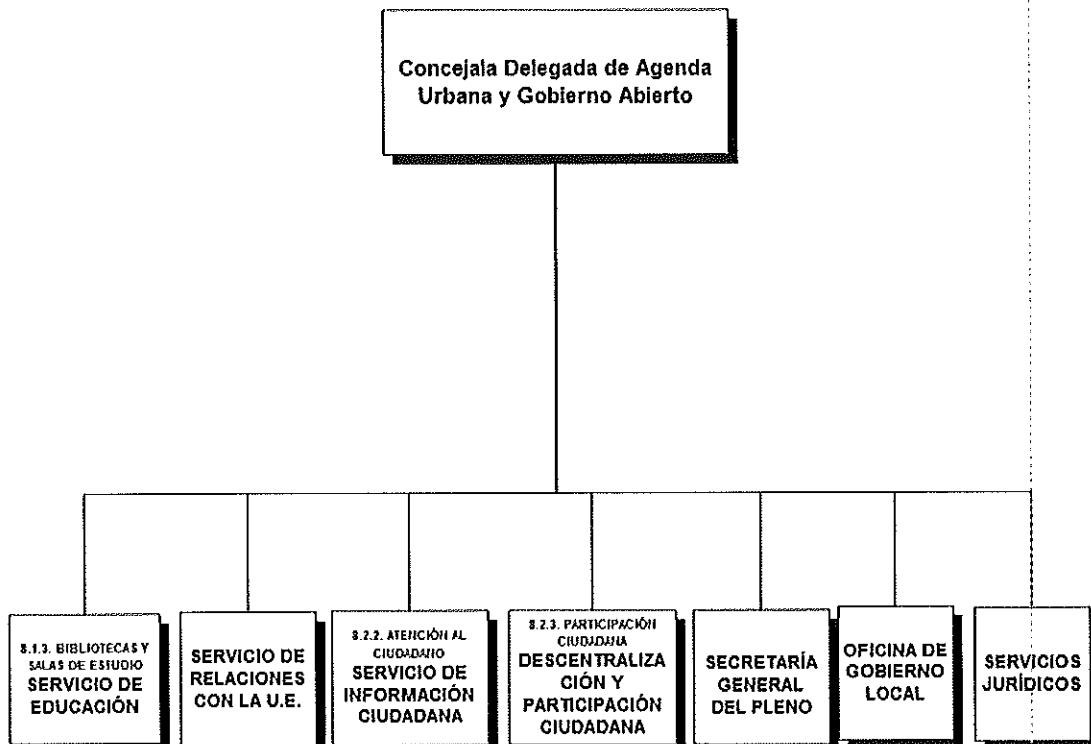 Concejala Delegada de Agenda
Urbana y Gobierno Abierto
8.1.3. BIBLIOTECAS Y
SALAS DE ESTUDIO
SERVICIO DE
EDUCACIÓN
SERVICIO DE
RELACIONES
CON LA U.E.
8.2.2. ATENCIÓN AL
CIUDADANO
SERVICIO DE
INFORMACIÓN
CIUDADANA
8.2.3. PARTICIPACIÓN
CIUDADANA
DESCENTRALIZA
CIÓN Y
PARTICIPACIÓN
CIUDADANA
SECRETARÍA
GENERAL
DEL PLENO
OFICINA DE
GOBIERNO
LOCAL
SERVICIOS
JURÍDICOS